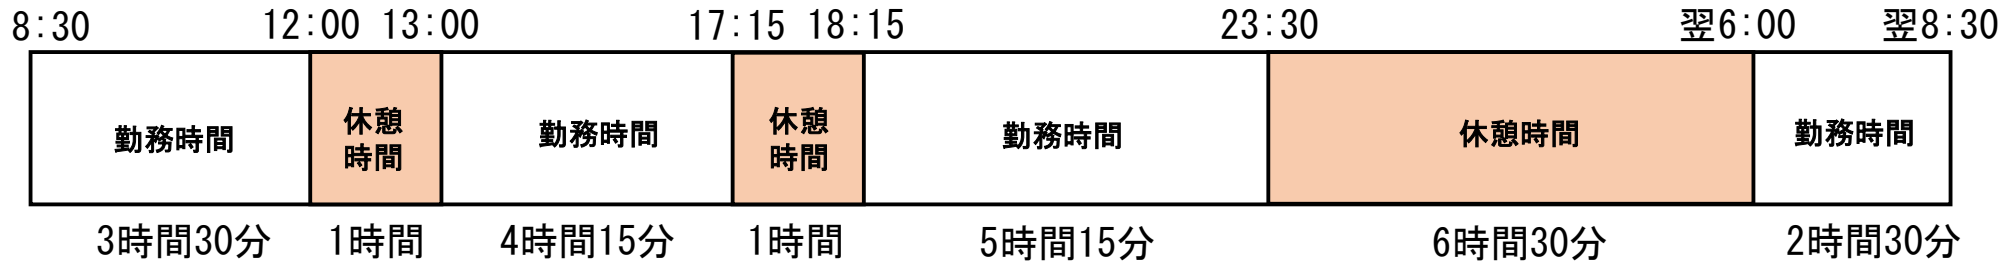 8:30 12:00 13:00 17:15 18:15 23:30 翌6:00 翌8:30
勤務時間 休憩時間 勤務時間 休憩時間 勤務時間 休憩時間 勤務時間
3時間30分 1時間 4時間15分 1時間 5時間15分 6時間30分 2時間30分